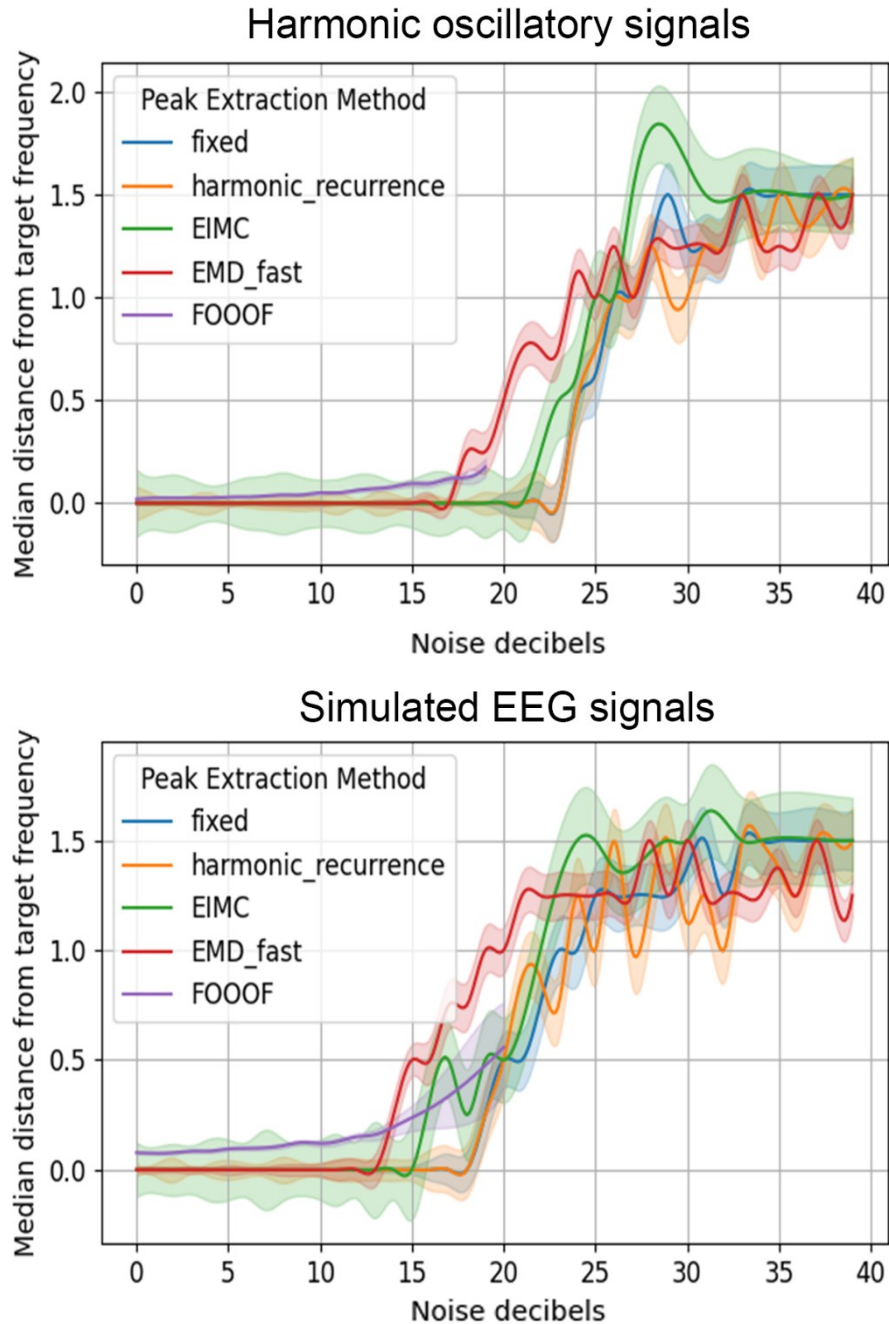 Harmonic oscillatory signals
Median distance from target frequency
2.0
1.5
1.0
0.5
0.0
Peak Extraction Method
fixed
harmonic_recurrence
EIMC
EMD_fast
FOOOF
0 5 10 15 20 25 30 35 40
Noise decibels
Simulated EEG signals
Median distance from target frequency
1.5
1.0
0.5
0.0
Peak Extraction Method
fixed
harmonic_recurrence
EIMC
EMD_fast
FOOOF
0 5 10 15 20 25 30 35 40
Noise decibels